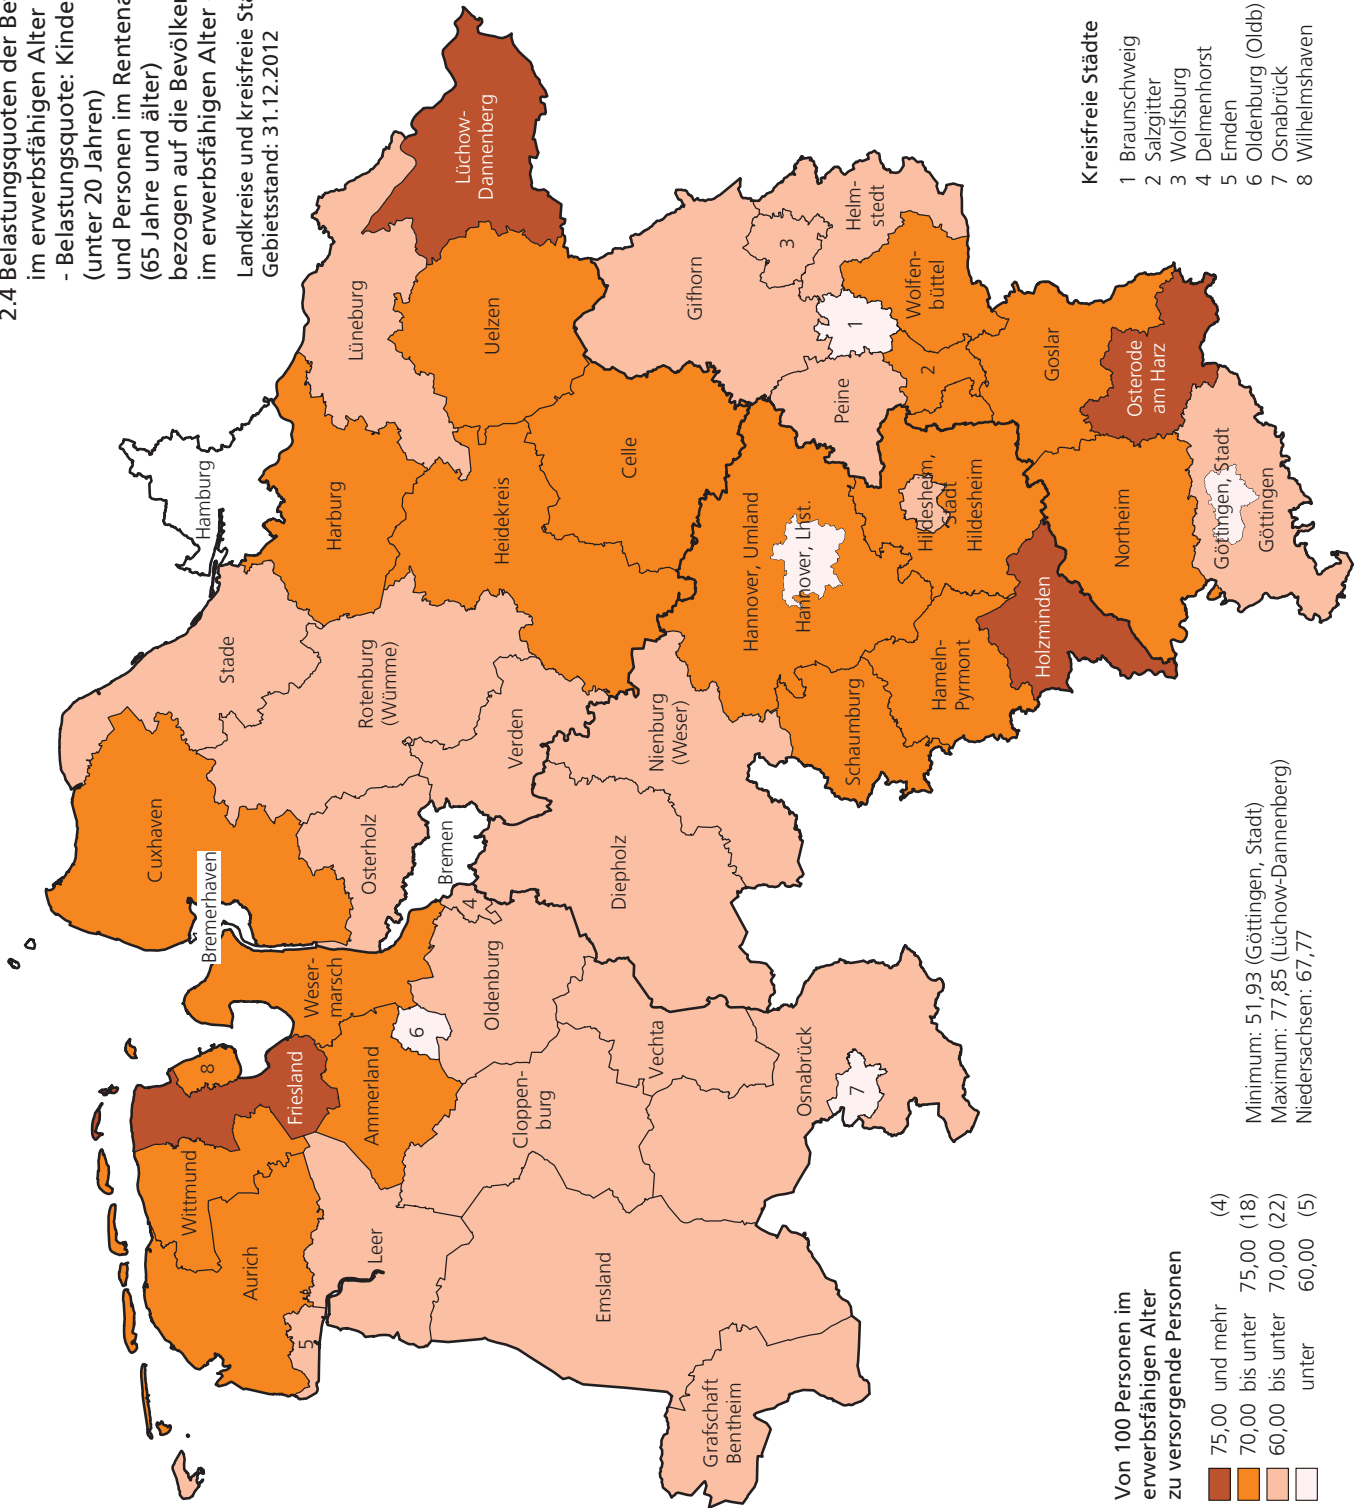 2.4 Belastungsquoten der
im erwerbsfähigen Alter
- Belastungsquote:
(unter 20 Jahren)
und Personen im
(65 Jahre und älter)
bezogen auf die
im erwerbsfähigen Alter
Landkreise und kreisfreie
Gebietsstand: 31.12.2012
Hamburg
Lüchow-
Dannenberg
Lüneburg
Uelzen
Harburg
Heidekreis
Celle
Stade
Rotenburg
(Wümme)
Verden
Cuxhaven
Bremerhaven
Osterholz
Bremen
Weser-
marsch
Friesland
8
Wittmund
Aurich
5
Leer
Ammerland
6
Oldenburg
4
Cloppen-
burg
Vechta
Diepholz
Nienburg
(Weser)
Emsland
Grafschaft
Bentheim
Osnabrück
7
Gifhorn
3
Helm-
stedt
Wolfen-
büttel
1
2
Peine
Hannover, Umland
Hannover, Lhst.
Hildesheim,
Stadt
Hildesheim
Schaumburg
Hameln-
Pyrmont
Holzminden
Goslar
Osterode
am Harz
Northeim
Göttingen, Stadt
Göttingen
Kreisfreie Städte
1 Braunschweig
2 Salzgitter
3 Wolfsburg
4 Delmenhorst
5 Emden
6 Oldenburg (Oldb)
7 Osnabrück
8 Wilhelmshaven
Von 100 Personen im
erwerbsfähigen Alter
zu versorgende Personen
75,00 und mehr (4)
70,00 bis unter 75,00 (18)
60,00 bis unter 70,00 (22)
unter 60,00 (5)
Minimum: 51,93 (Göttingen, Stadt)
Maximum: 77,85 (Lüchow-Dannenberg)
Niedersachsen: 67,77